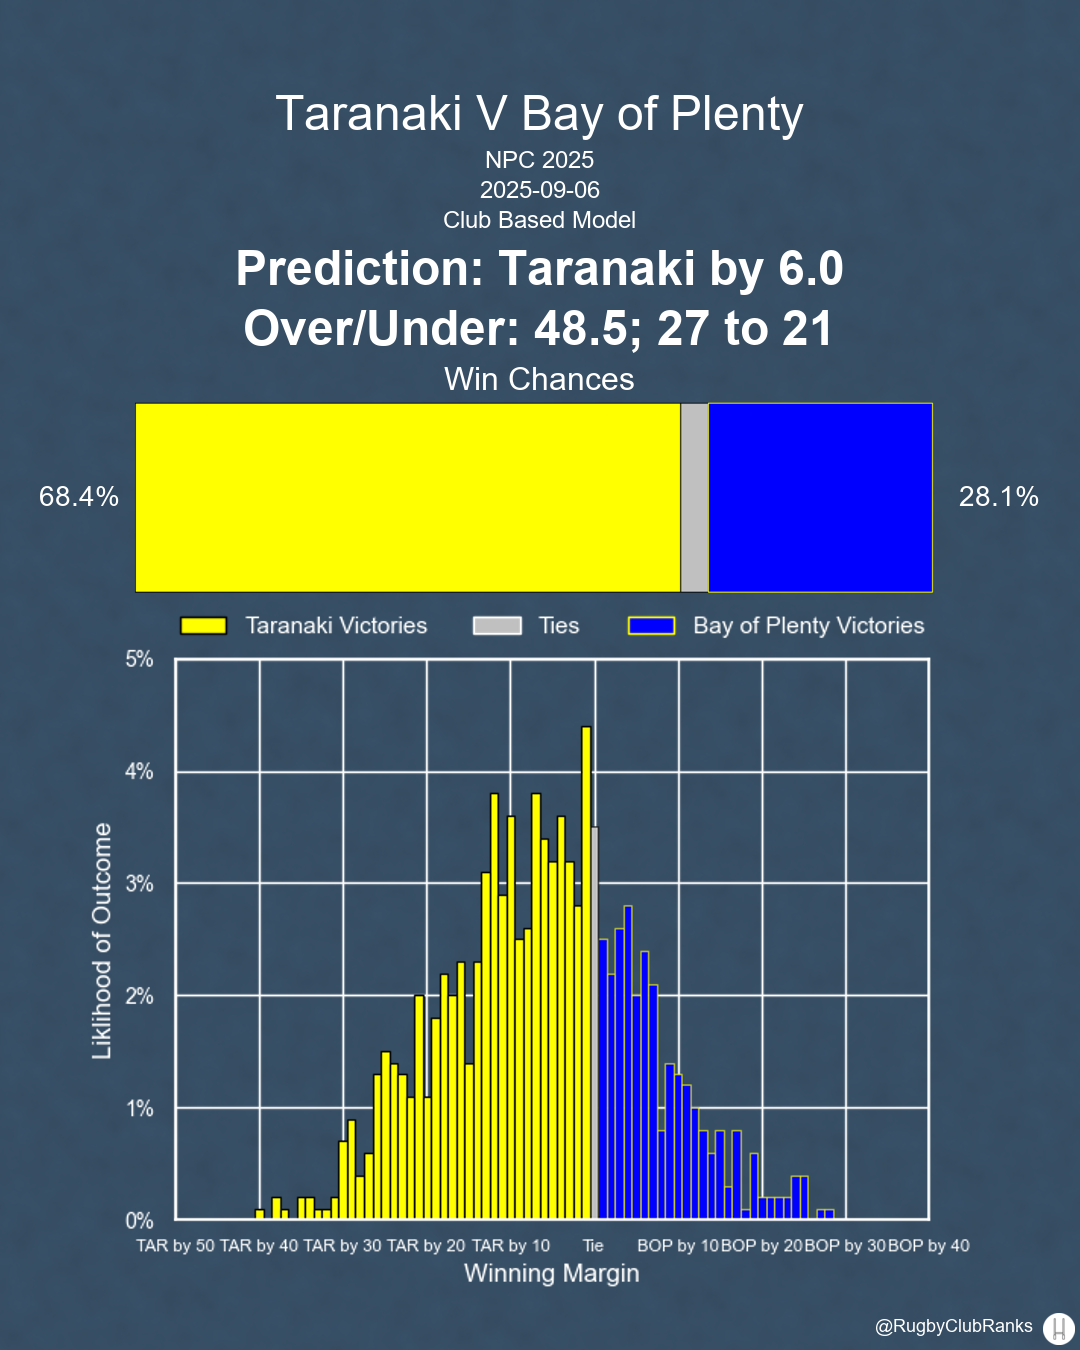 Taranaki V Bay of Plenty
NPC 2025
2025-09-06
Club Based Model
Prediction: Taranaki by 6.0
Over/Under: 48.5; 27 to 21
Win Chances
68.4%
28.1%
Taranaki Victories
Ties
Bay of Plenty Victories
5%
4%
3%
2%
1%
0%
Liklihood of Outcome
TAR by 50 TAR by 40 TAR by 30 TAR by 20 TAR by 10 Tie BOP by 10 BOP by 20 BOP by 30 BOP by 40
Winning Margin
@RugbyClubRanks